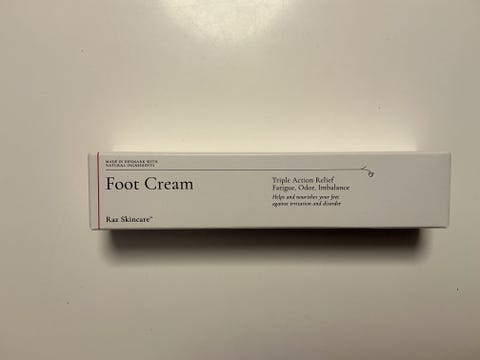 MADE IN DENMARK WITH
NATURAL INGREDIENTS
Foot Cream
Triple Action Relief
Fatigue, Odor, Imbalance
Helps and nourishes your feet
against irritation and disorder
Raz Skincare™